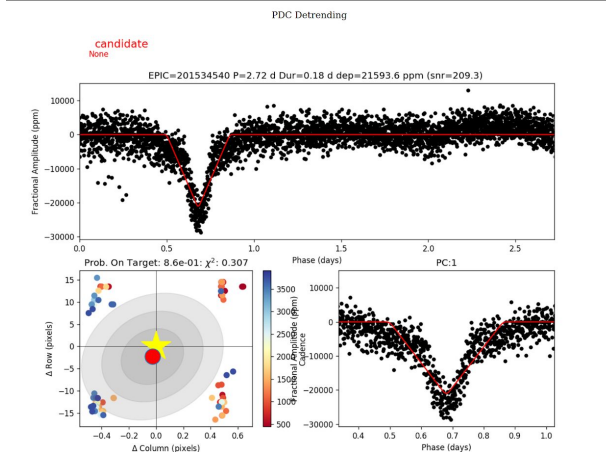 PDC Detrending
candidate
None
EPIC=201534540 P=2.72 d Dur=0.18 d dep=21593.6 ppm (snr=209.3)
Fractional Amplitude (ppm)
10000
0
−10000
−20000
−30000
0.0 0.5 1.0 1.5 2.0 2.5
Phase (days)
Prob. On Target: 8.6e-01: χ²: 0.307
Δ Row (pixels)
15
10
5
0
−5
−10
−15
−0.4 −0.2 0.0 0.2 0.4 0.6
Δ Column (pixels)
3500
3000
2500
2000
1500
1000
500
Cadence
Fractional Amplitude (ppm)
PC:1
10000
0
−10000
−20000
−30000
0.4 0.5 0.6 0.7 0.8 0.9 1.0
Phase (days)